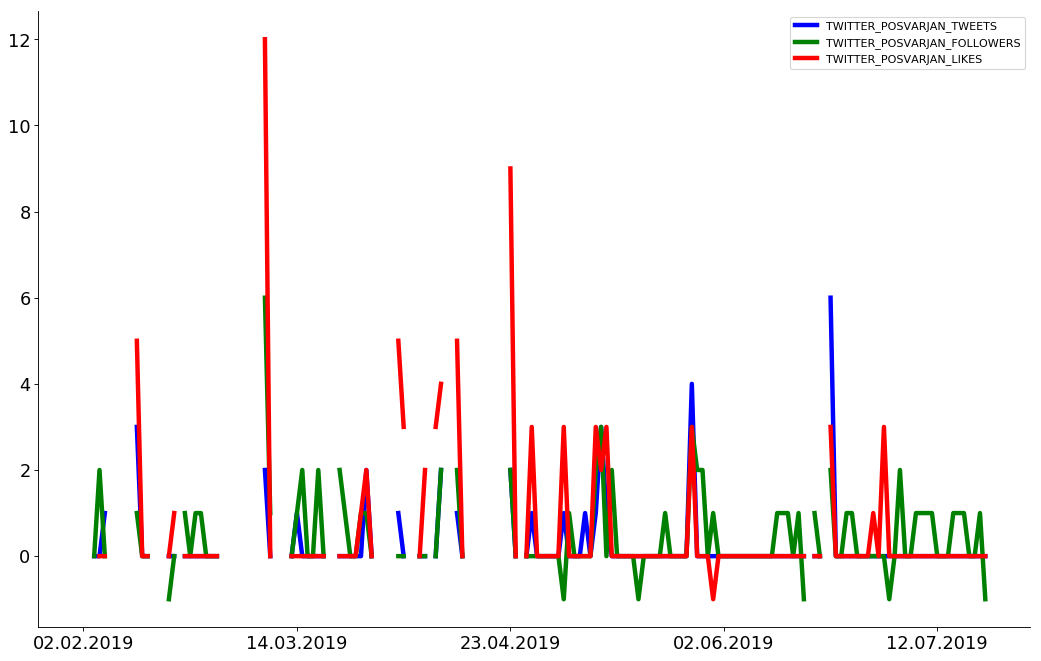 TWITTER_POSVARJAN_TWEETS
TWITTER_POSVARJAN_FOLLOWERS
TWITTER_POSVARJAN_LIKES
12
10
8
6
4
2
0
02.02.2019 14.03.2019 23.04.2019 02.06.2019 12.07.2019